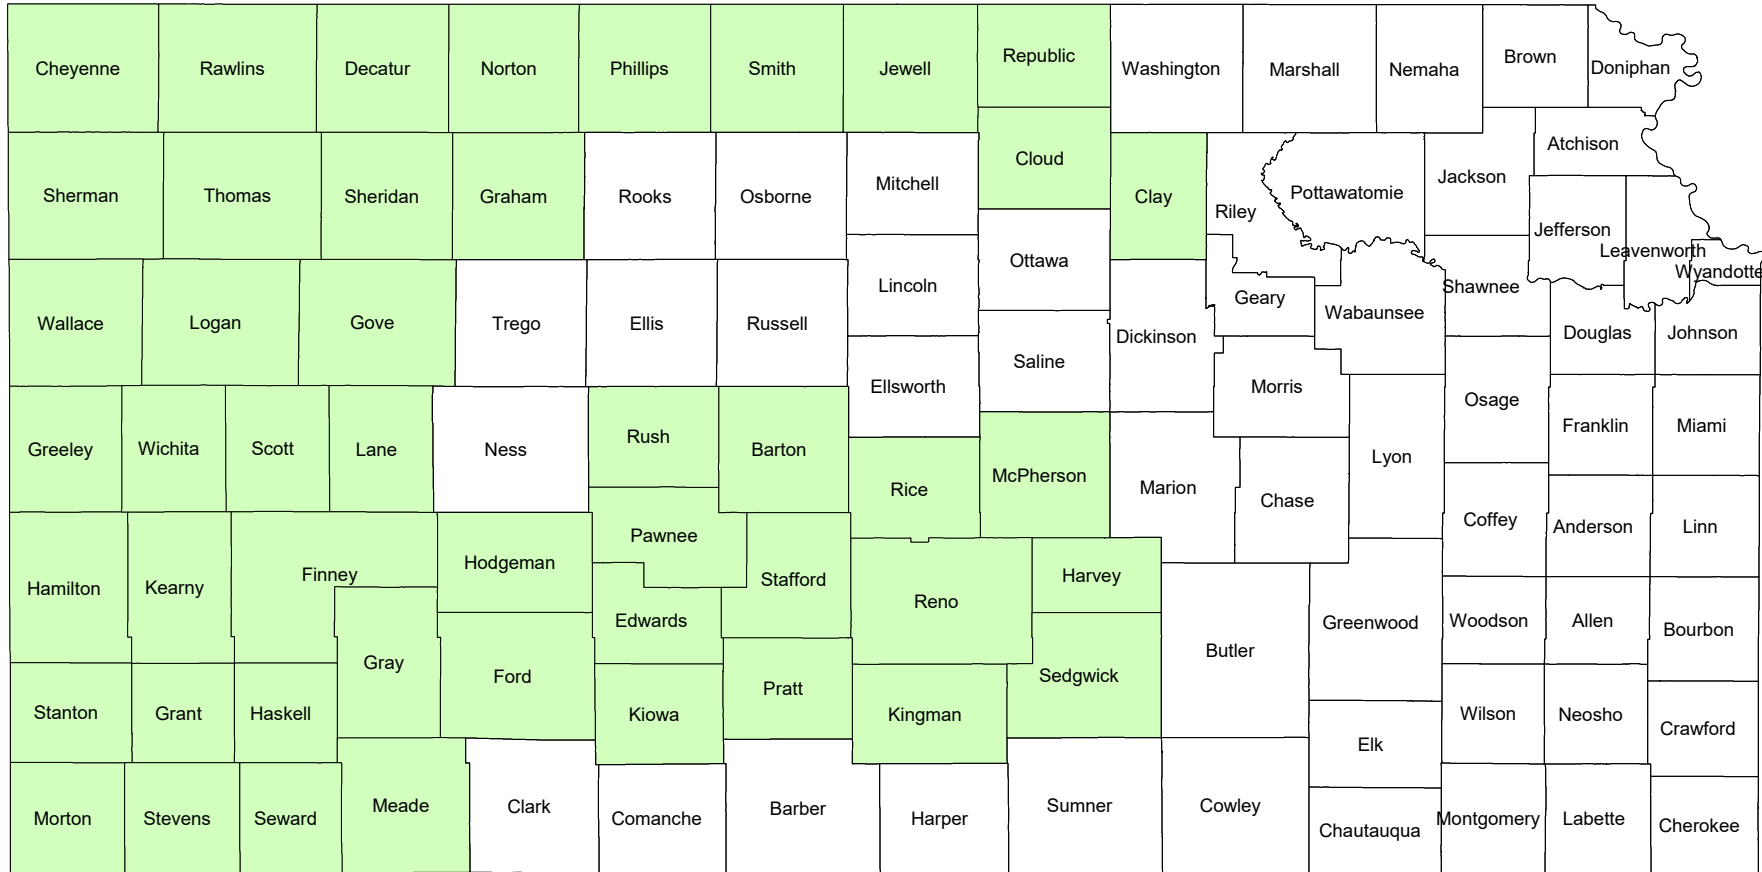 Cheyenne Rawlins Decatur Norton Phillips Smith Jewell Republic Washington Marshall Nemaha Brown Doniphan
Sherman Thomas Sheridan Graham Rooks Osborne Mitchell Cloud Clay Riley Pottawatomie Jackson Atchison
Jefferson Leavenworth Wyandotte
Wallace Logan Gove Trego Ellis Russell Lincoln Ottawa Dickinson Geary Wabaunsee Shawnee Douglas Johnson
Ellsworth Saline Morris Osage Franklin Miami
Greeley Wichita Scott Lane Ness Rush Barton Rice McPherson Marion Chase Lyon Coffey Anderson Linn
Hamilton Kearny Finney Hodgeman Pawnee Stafford Reno Harvey
Gray Ford Edwards Sedgwick Butler Greenwood Woodson Allen Bourbon
Stanton Grant Haskell Kiowa Pratt Kingman Elk Wilson Neosho Crawford
Morton Stevens Seward Meade Clark Comanche Barber Harper Sumner Cowley Chautauqua Montgomery Labette Cherokee